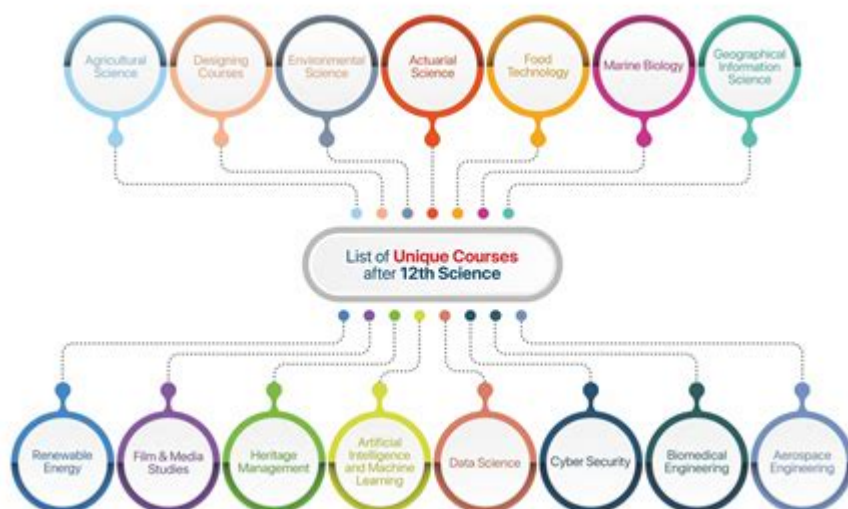 Agricultural
Science
Designing
Courses
Environmental
Science
Actuarial
Science
Food
Technology
Marine Biology
Geographical
Information
Science
List of Unique Courses
after 12th Science
Renewable
Energy
Film & Media
Studies
Heritage
Management
Artificial
Intelligence
and Machine
Learning
Data Science
Cyber Security
Biomedical
Engineering
Aerospace
Engineering